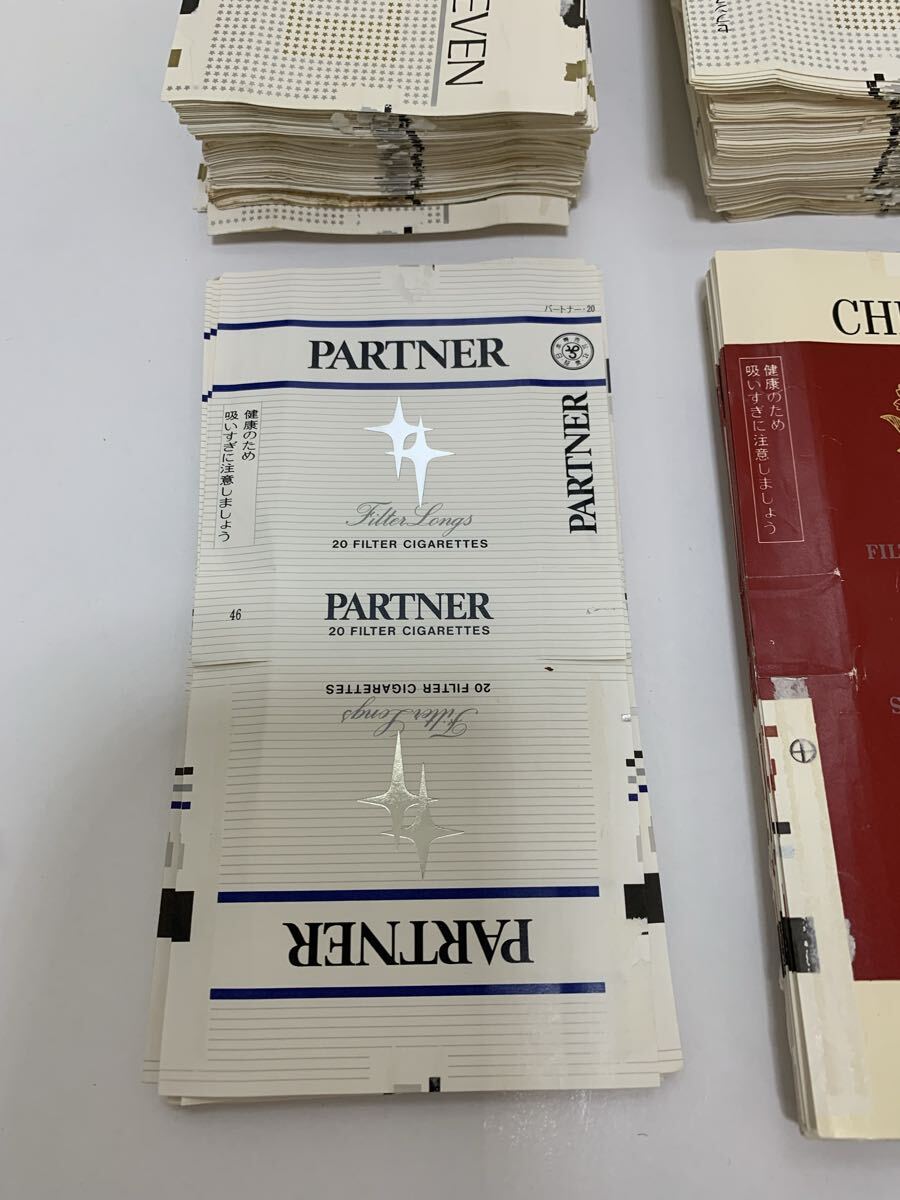 EVEN
パートナー・20
PARTNER
PARTNER
健康のため
吸いすぎに注意しましょう
Filter Longs
20 FILTER CIGARETTES
46
PARTNER
20 FILTER CIGARETTES
20 FILTER CIGARETTES
Filter Longs
PARTNER
CH
健康のため
吸いすぎに注意しましょう
FIL
S